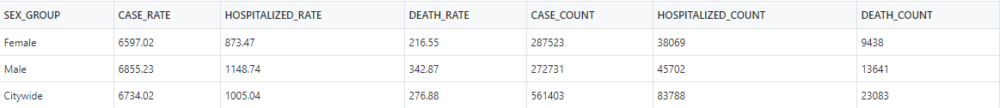 SEX_GROUP CASE_RATE HOSPITALIZED_RATE DEATH_RATE CASE_COUNT HOSPITALIZED_COUNT DEATH_COUNT
Female 6597.02 873.47 216.55 287523 38069 9438
Male 6855.23 1148.74 342.87 272731 45702 13641
Citywide 6734.02 1005.04 276.88 561403 83788 23083